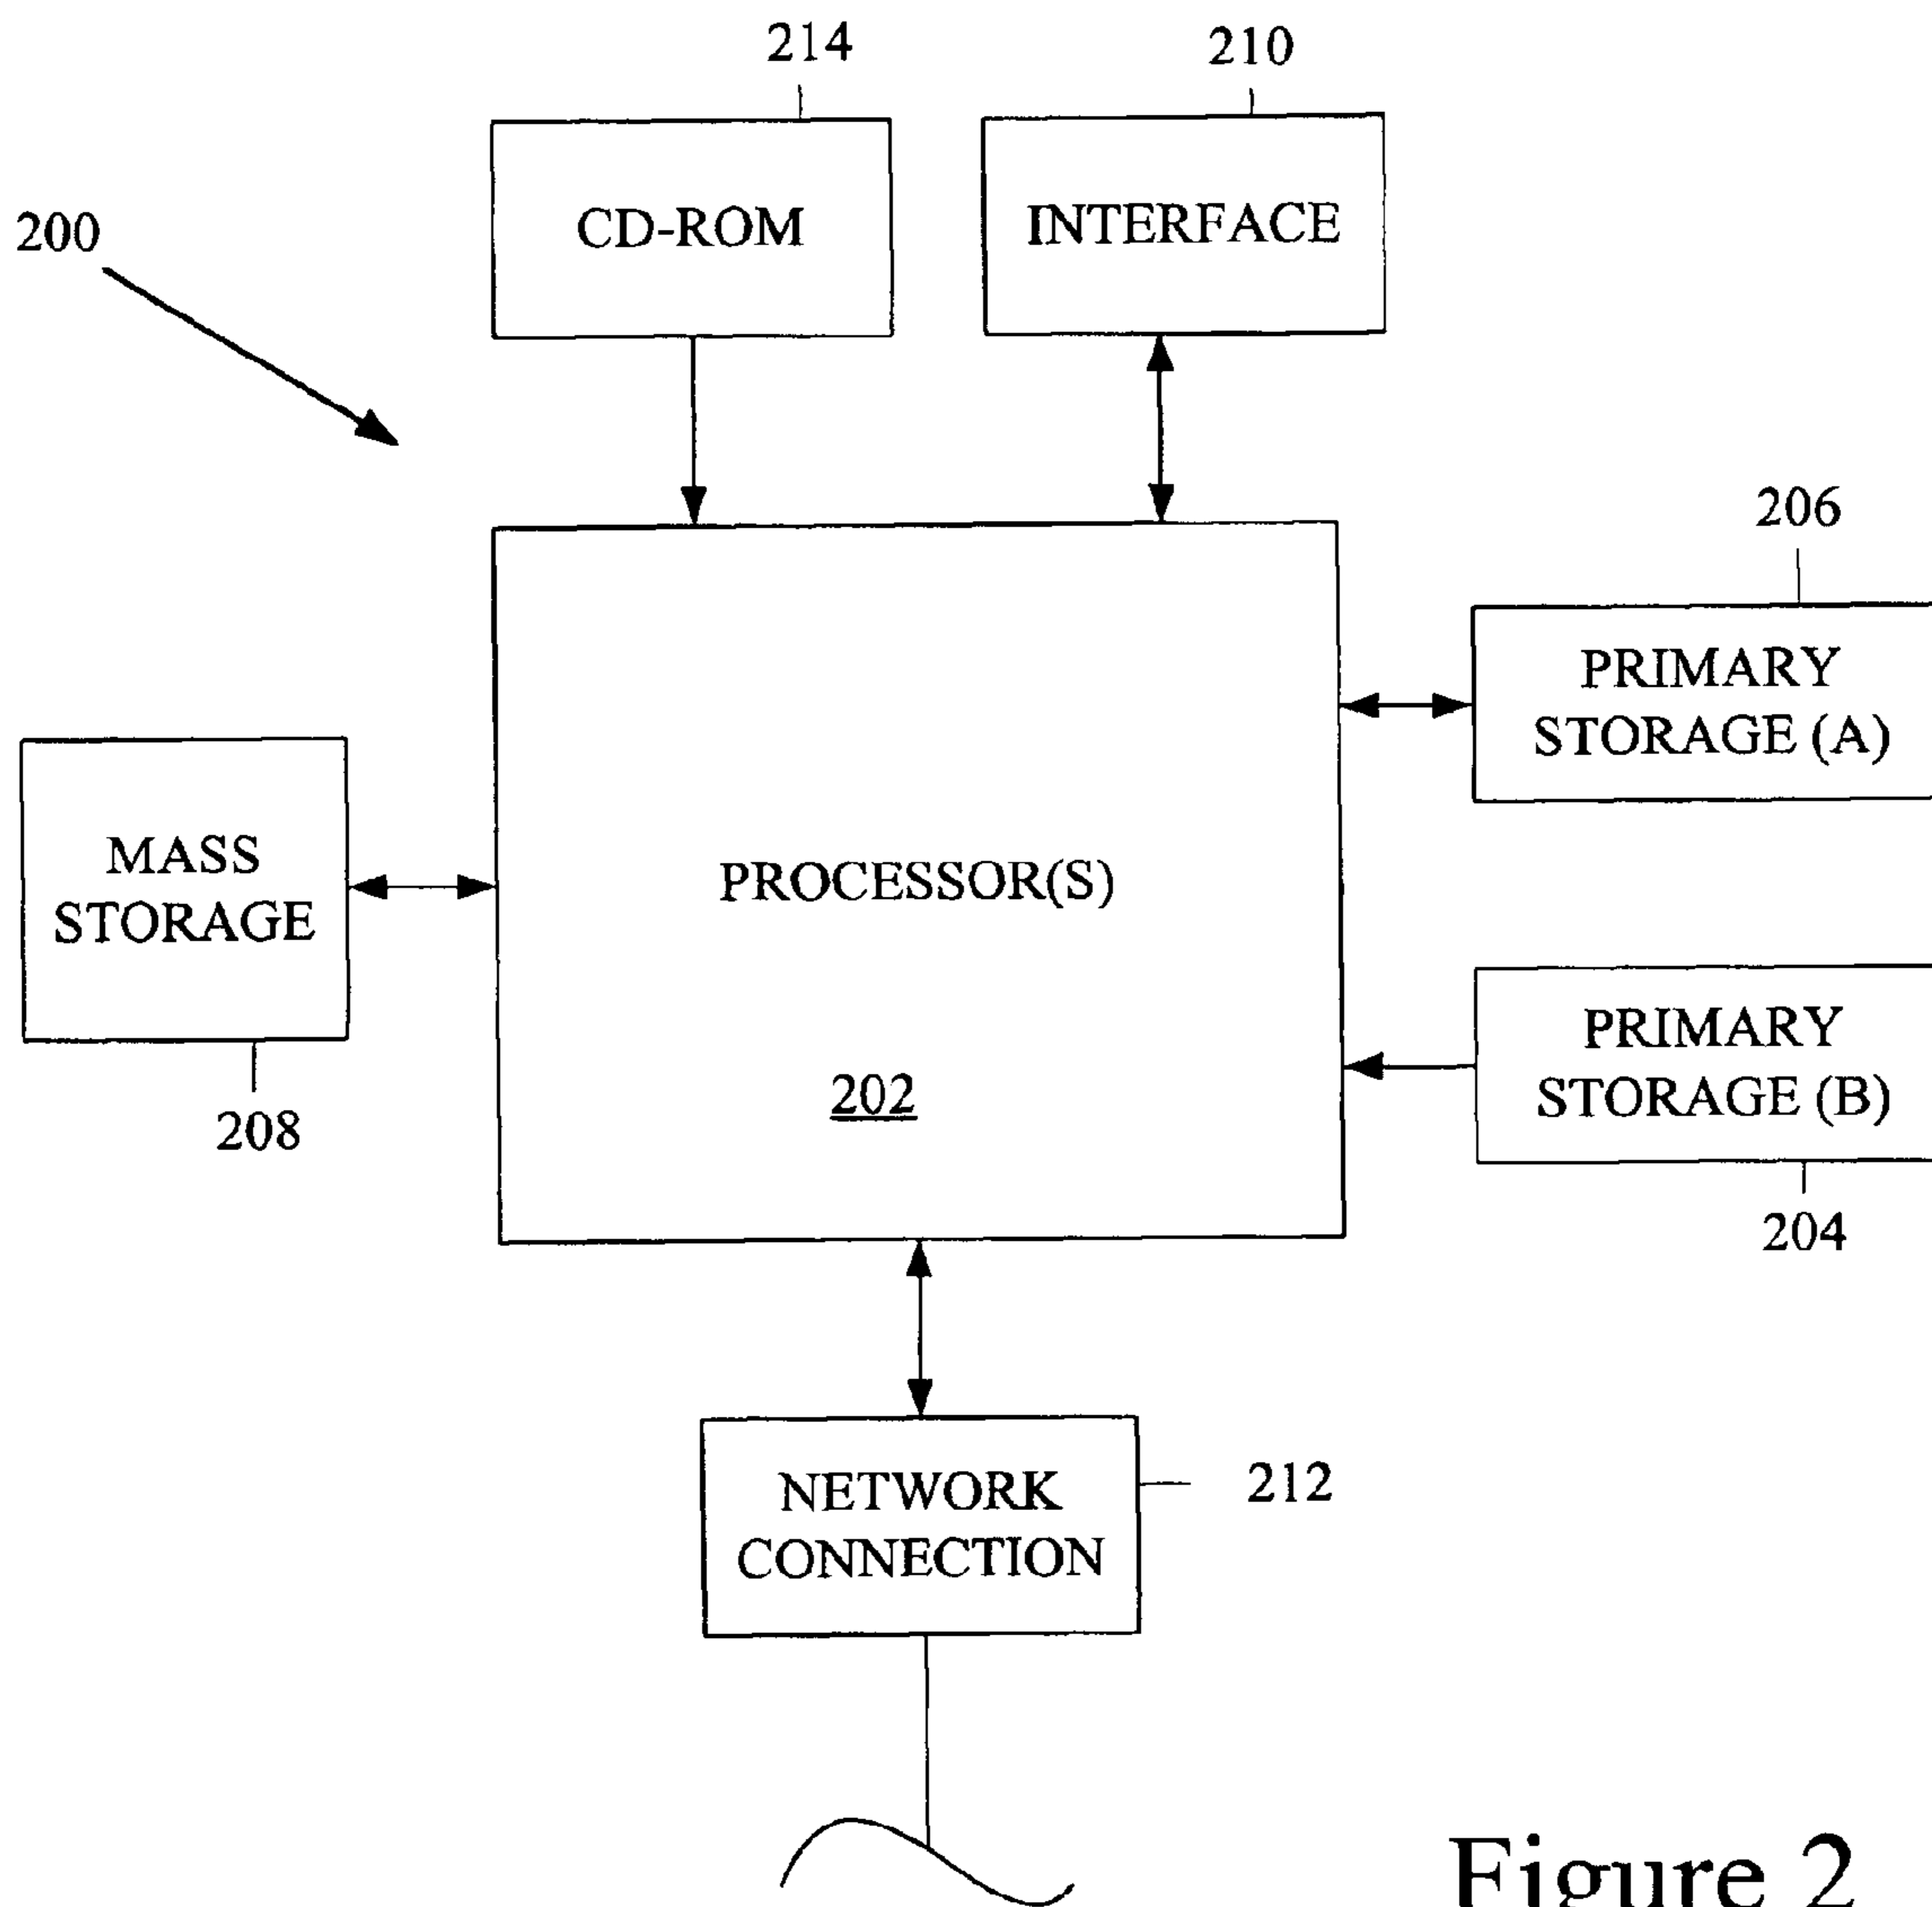 214
210
200
CD-ROM
INTERFACE
206
PRIMARY
STORAGE (A)
MASS
STORAGE
PROCESSOR(S)
PRIMARY
STORAGE (B)
202
208
204
NETWORK
CONNECTION
212
Figure 2